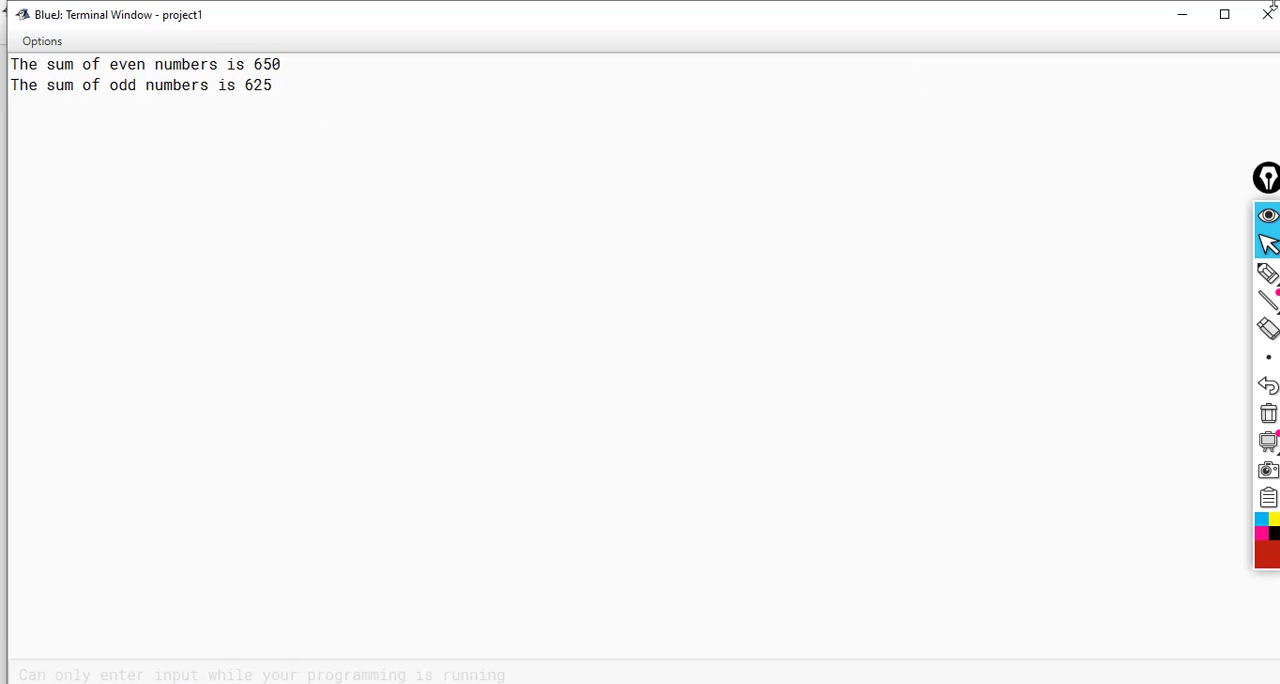 BlueJ: Terminal Window - project1
Options
The sum of even numbers is 650
The sum of odd numbers is 625
Can only enter input while your programming is running